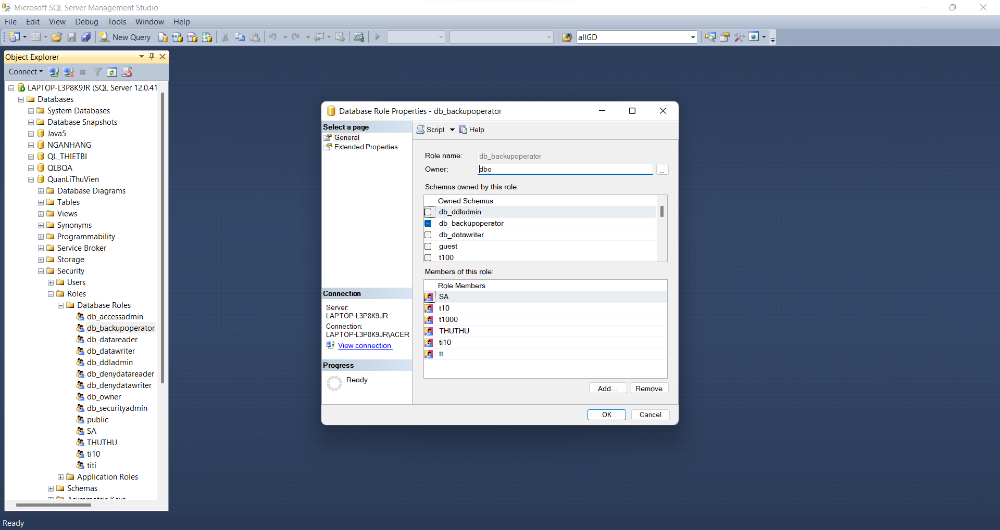 Microsoft SQL Server Management Studio
File Edit View Debug Tools Window Help
New Query
allGD
Object Explorer
Connect
LAPTOP-L3P8K9JR (SQL Server 12.0.41
Databases
System Databases
Database Snapshots
Java5
NGANHANG
QL_THIETBI
QLBQA
QuanLiThuVien
Database Diagrams
Tables
Views
Synonyms
Programmability
Service Broker
Storage
Security
Users
Roles
Database Roles
db_accessadmin
db_backupoperator
db_datareader
db_datawriter
db_ddladmin
db_denydatareader
db_denydatawriter
db_owner
db_securityadmin
public
SA
THUTHU
ti10
titi
Application Roles
Schemas
Asymmetric Keys
Ready
Database Role Properties - db_backupoperator
Select a page
General
Extended Properties
Connection
Server:
LAPTOP-L3P8K9JR
Connection:
LAPTOP-L3P8K9JR\ACER
View connection
Progress
Ready
Script Help
Role name: db_backupoperator
Owner: dbo
..
Schemas owned by this role:
Owned Schemas
db_ddladmin
db_backupoperator
db_datawriter
guest
t100
Members of this role:
Role Members
SA
t10
t1000
THUTHU
ti10
tt
Add... Remove
OK Cancel